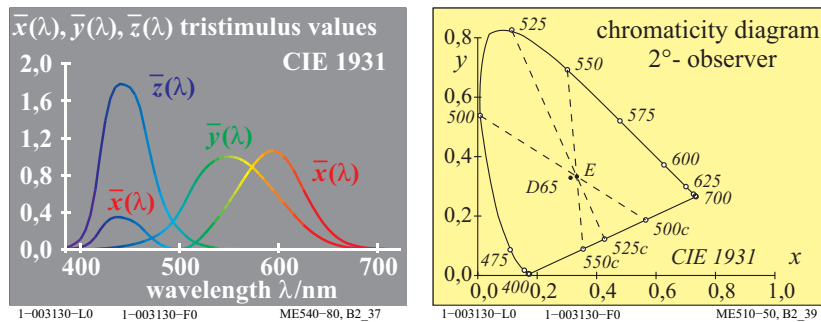 x̅(λ), y̅(λ), z̅(λ) tristimulus values
CIE 1931
2,0
z̅(λ)
1,6
1,2
y̅(λ)
0,8
x̅(λ)
x̅(λ)
0,4
0,0
400 500 600 700
wavelength λ/nm
1-003130-L0 1-003130-F0 ME540-80, B2_37
chromaticity diagram
2°- observer
0,8
525
y
550
0,6
500
575
0,4
600
E
D65
625
700
0,2
500c
525c
550c
475
CIE 1931
x
0,0
400
0,0 0,2 0,4 0,6 0,8
1-003130-L0 1-003130-F0 ME510-50, B2_39